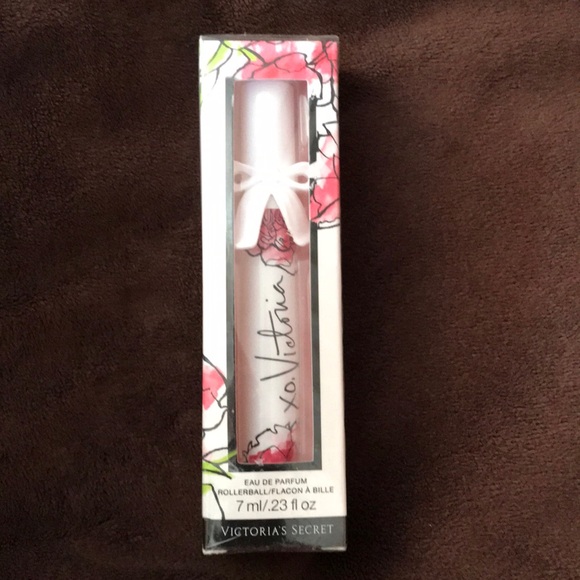 xo, Victoria
EAU DE PARFUM
ROLLERBALL/FLACON À BILLE
7 ml/.23 fl oz
VICTORIA'S SECRET